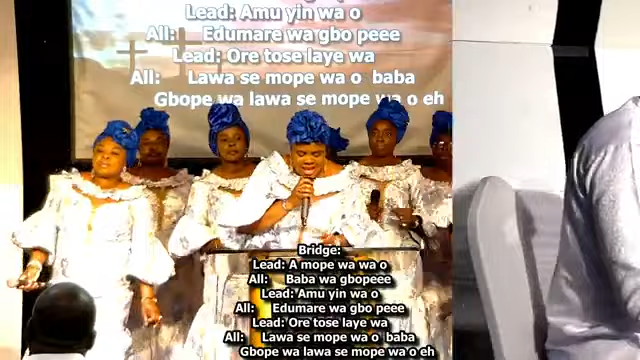 Lead: Amu yin wa o
All: Edumare wa gbo peee
Lead: Ore tose laye wa
All: Lawa se mope wa o baba
Gbope wa lawa se mope wa o eh
Bridge:
Lead: A mope wa wa o
All: Baba wa gbopeee
Lead: Amu yin wa o
All: Edumare wa gbo peee
Lead: Ore tose laye wa
All: Lawa se mope wa o baba
Gbope wa lawa se mope wa o eh